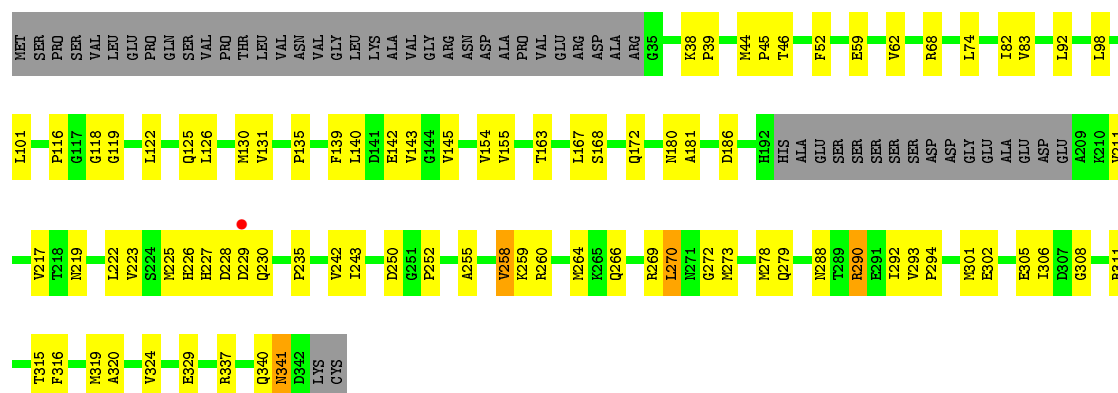 MET SER PRO SER VAL LEU GLU PRO GLN SER VAL PRO THR LEU VAL ASN VAL GLY LEU LYS ALA VAL GLY ARG ASN ASP ALA PRO VAL GLU ARG ASP ALA ARG G35 K38 P39 M44 P45 T46 F52 E59 V62 R68 L74 I82 V83 L92 L98
L101 P116 G117 G118 G119 L122 Q125 L126 M130 V131 P135 F139 L140 D141 E142 V143 G144 V145 V154 V155 T163 L167 S168 Q172 N180 A181 D186 H192 HIS ALA GLU SER SER SER SER SER ASP ASP GLY GLU ALA GLU ASP GLU A209 K210
V217 T218 N219 L222 V223 S224 M225 H226 H227 D228 D229 Q230 P235 V242 I243 D250 G251 P252 A255 V258 K259 R260 M264 K265 Q266 R269 L270 N271 G272 M273 M278 Q279 N288 T289 R290 E291 I292 V293 P294 M301 E302 E305 I306 D307 G308
T315 F316 M319 A320 V324 E329 R337 Q340 N341 D342 LYS CYS